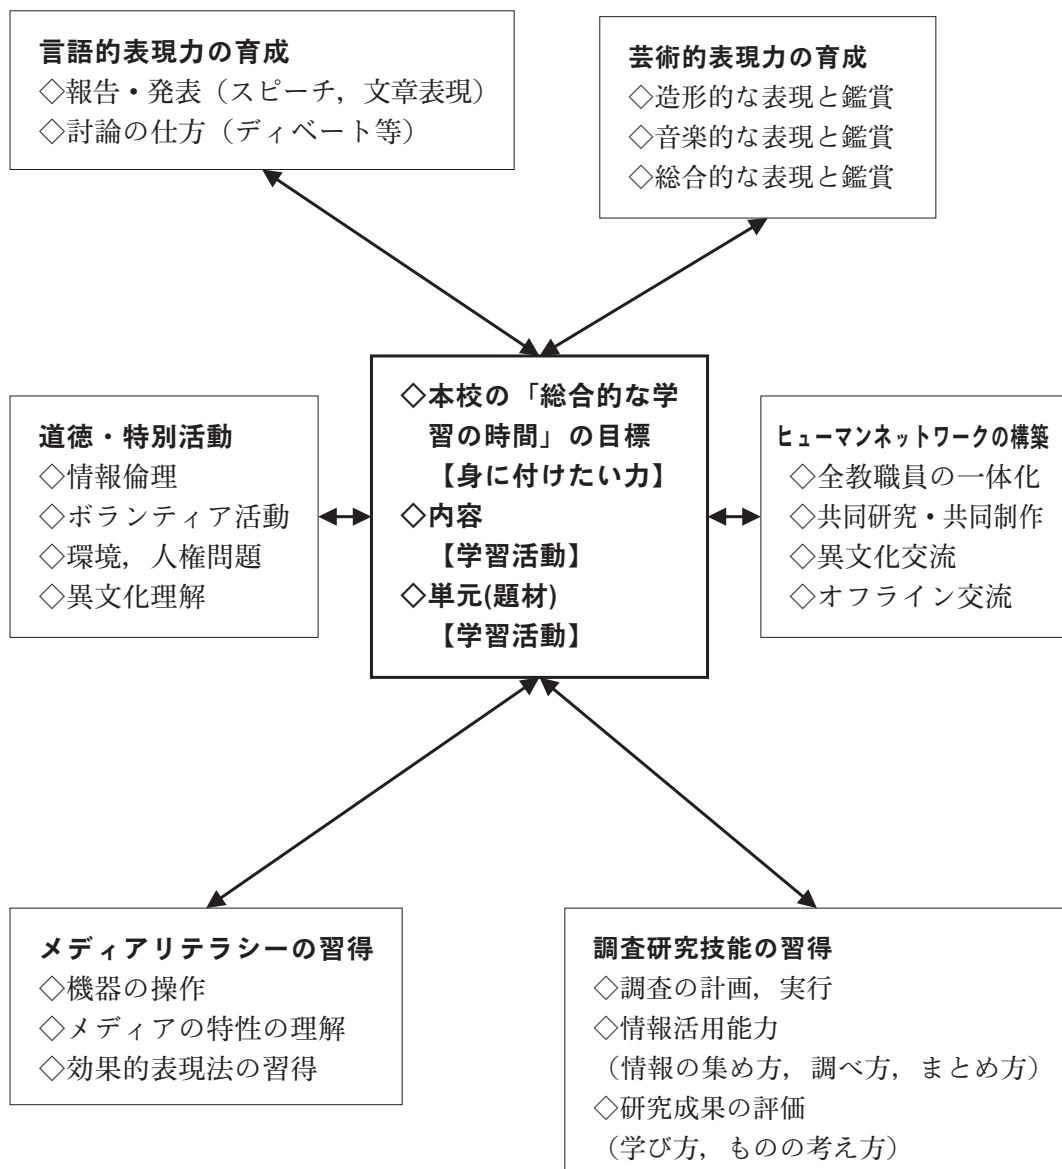 言語的表現力の育成
◇報告・発表（スピーチ，文章表現）
◇討論の仕方（ディベート等）
芸術的表現力の育成
◇造形的な表現と鑑賞
◇音楽的な表現と鑑賞
◇総合的な表現と鑑賞
道徳・特別活動
◇情報倫理
◇ボランティア活動
◇環境，人権問題
◇異文化理解
◇本校の「総合的な学
習の時間」の目標
【身に付けたい力】
◇内容
【学習活動】
◇単元(題材)
【学習活動】
ヒューマンネットワークの構築
◇全教職員の一体化
◇共同研究・共同制作
◇異文化交流
◇オフライン交流
メディアリテラシーの習得
◇機器の操作
◇メディアの特性の理解
◇効果的表現法の習得
調査研究技能の習得
◇調査の計画，実行
◇情報活用能力
（情報の集め方，調べ方，まとめ方）
◇研究成果の評価
（学び方，ものの考え方）